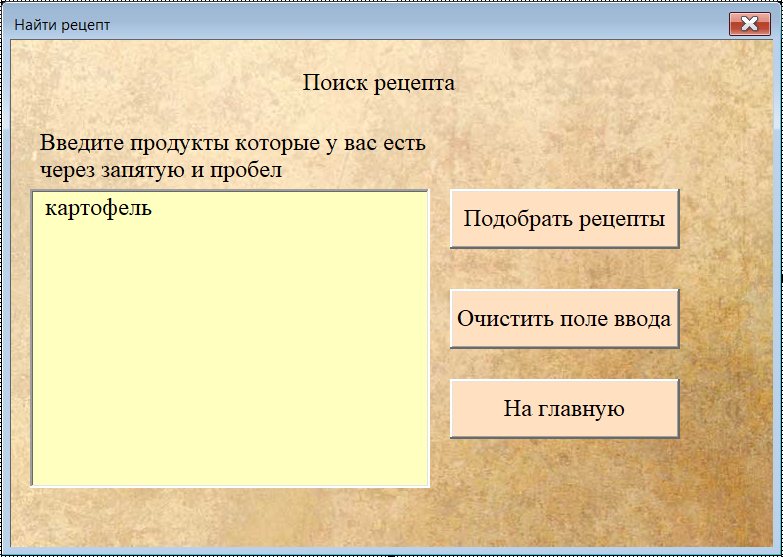 Найти рецепт
Поиск рецепта
Введите продукты которые у вас есть
через запятую и пробел
картофель
Подобрать рецепты
Очистить поле ввода
На главную